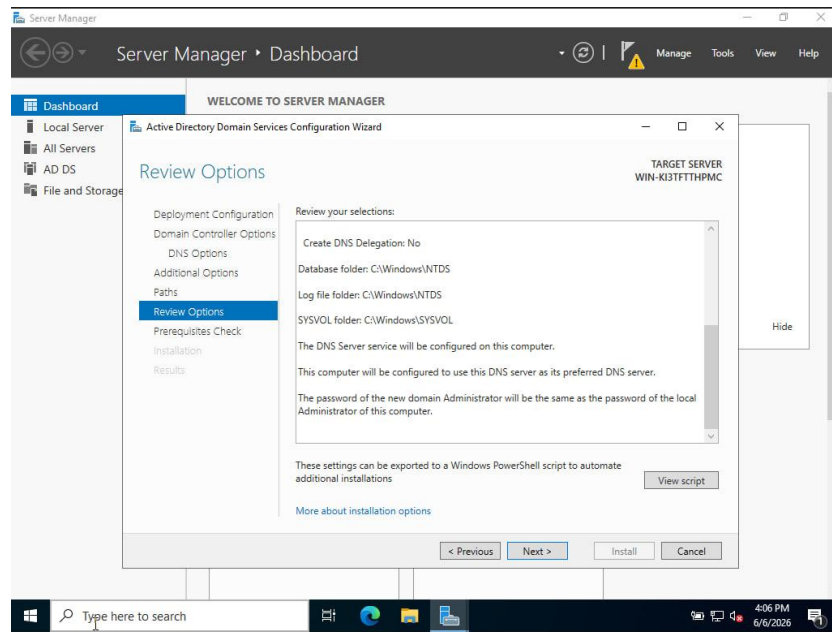 Server Manager
Server Manager • Dashboard
Manage Tools View Help
Dashboard
Local Server
All Servers
AD DS
File and Storage
WELCOME TO SERVER MANAGER
Active Directory Domain Services Configuration Wizard
Review Options
TARGET SERVER
WIN-KI3TFTTHPMC
Deployment Configuration
Domain Controller Options
DNS Options
Additional Options
Paths
Review Options
Prerequisites Check
Installation
Results
Review your selections:
Create DNS Delegation: No
Database folder: C:\Windows\NTDS
Log file folder: C:\Windows\NTDS
SYSVOL folder: C:\Windows\SYSVOL
The DNS Server service will be configured on this computer.
This computer will be configured to use this DNS server as its preferred DNS server.
The password of the new domain Administrator will be the same as the password of the local
Administrator of this computer.
These settings can be exported to a Windows PowerShell script to automate
additional installations
View script
More about installation options
< Previous Next > Install Cancel
Hide
Type here to search
4:06 PM
6/6/2026
1